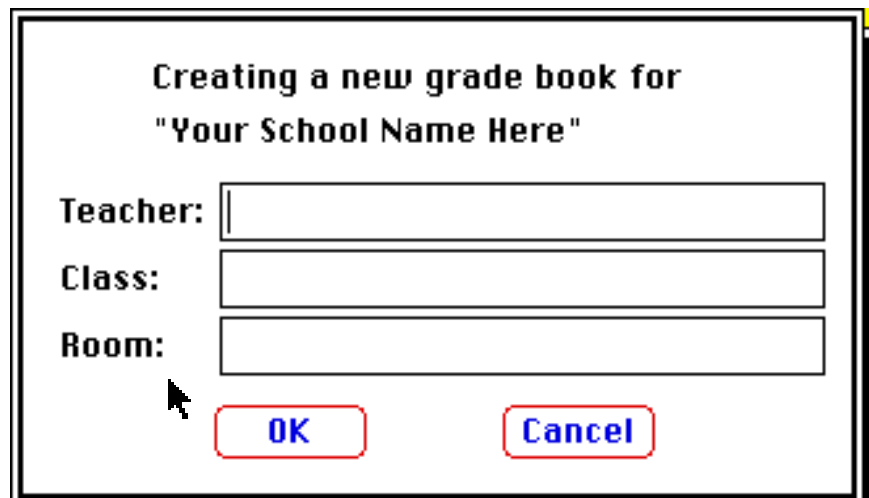 Creating a new grade book for
"Your School Name Here"
Teacher:
Class:
Room:
OK Cancel